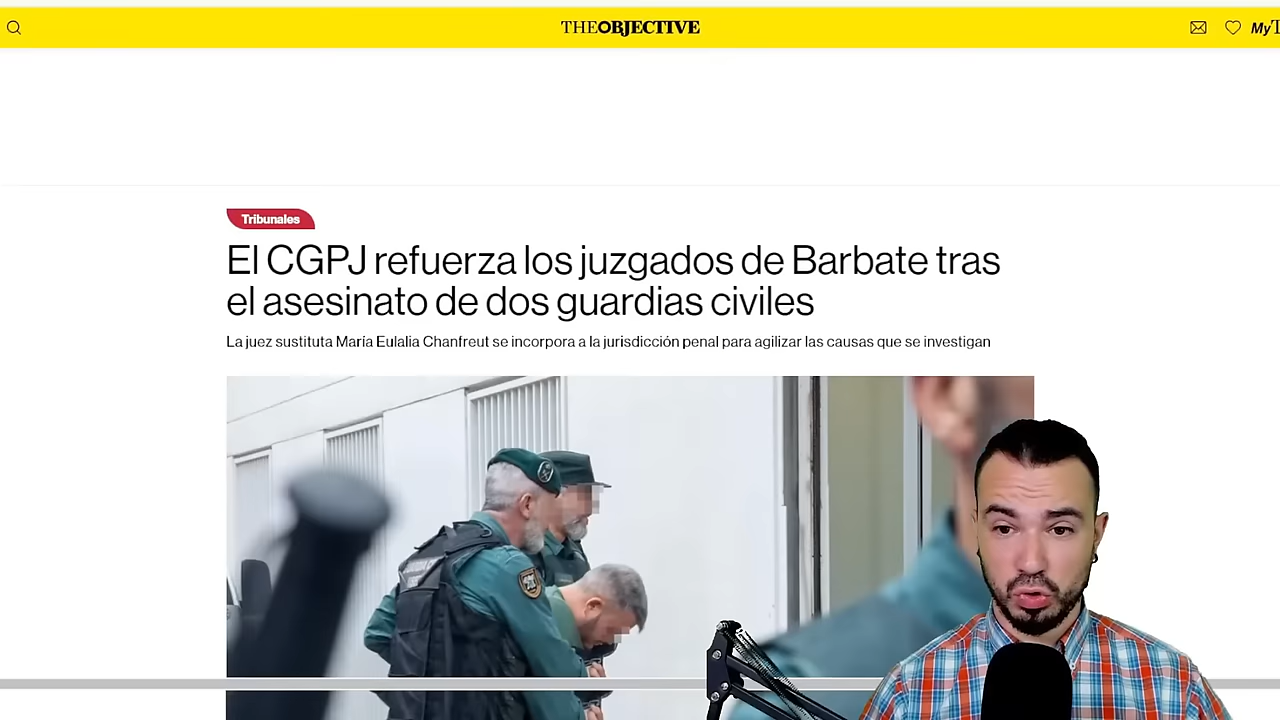 THEOBJECTIVE
My
Tribunales
El CGPJ refuerza los juzgados de Barbate tras
el asesinato de dos guardias civiles
La juez sustituta María Eulalia Chanfreut se incorpora a la jurisdicción penal para agilizar las causas que se investigan